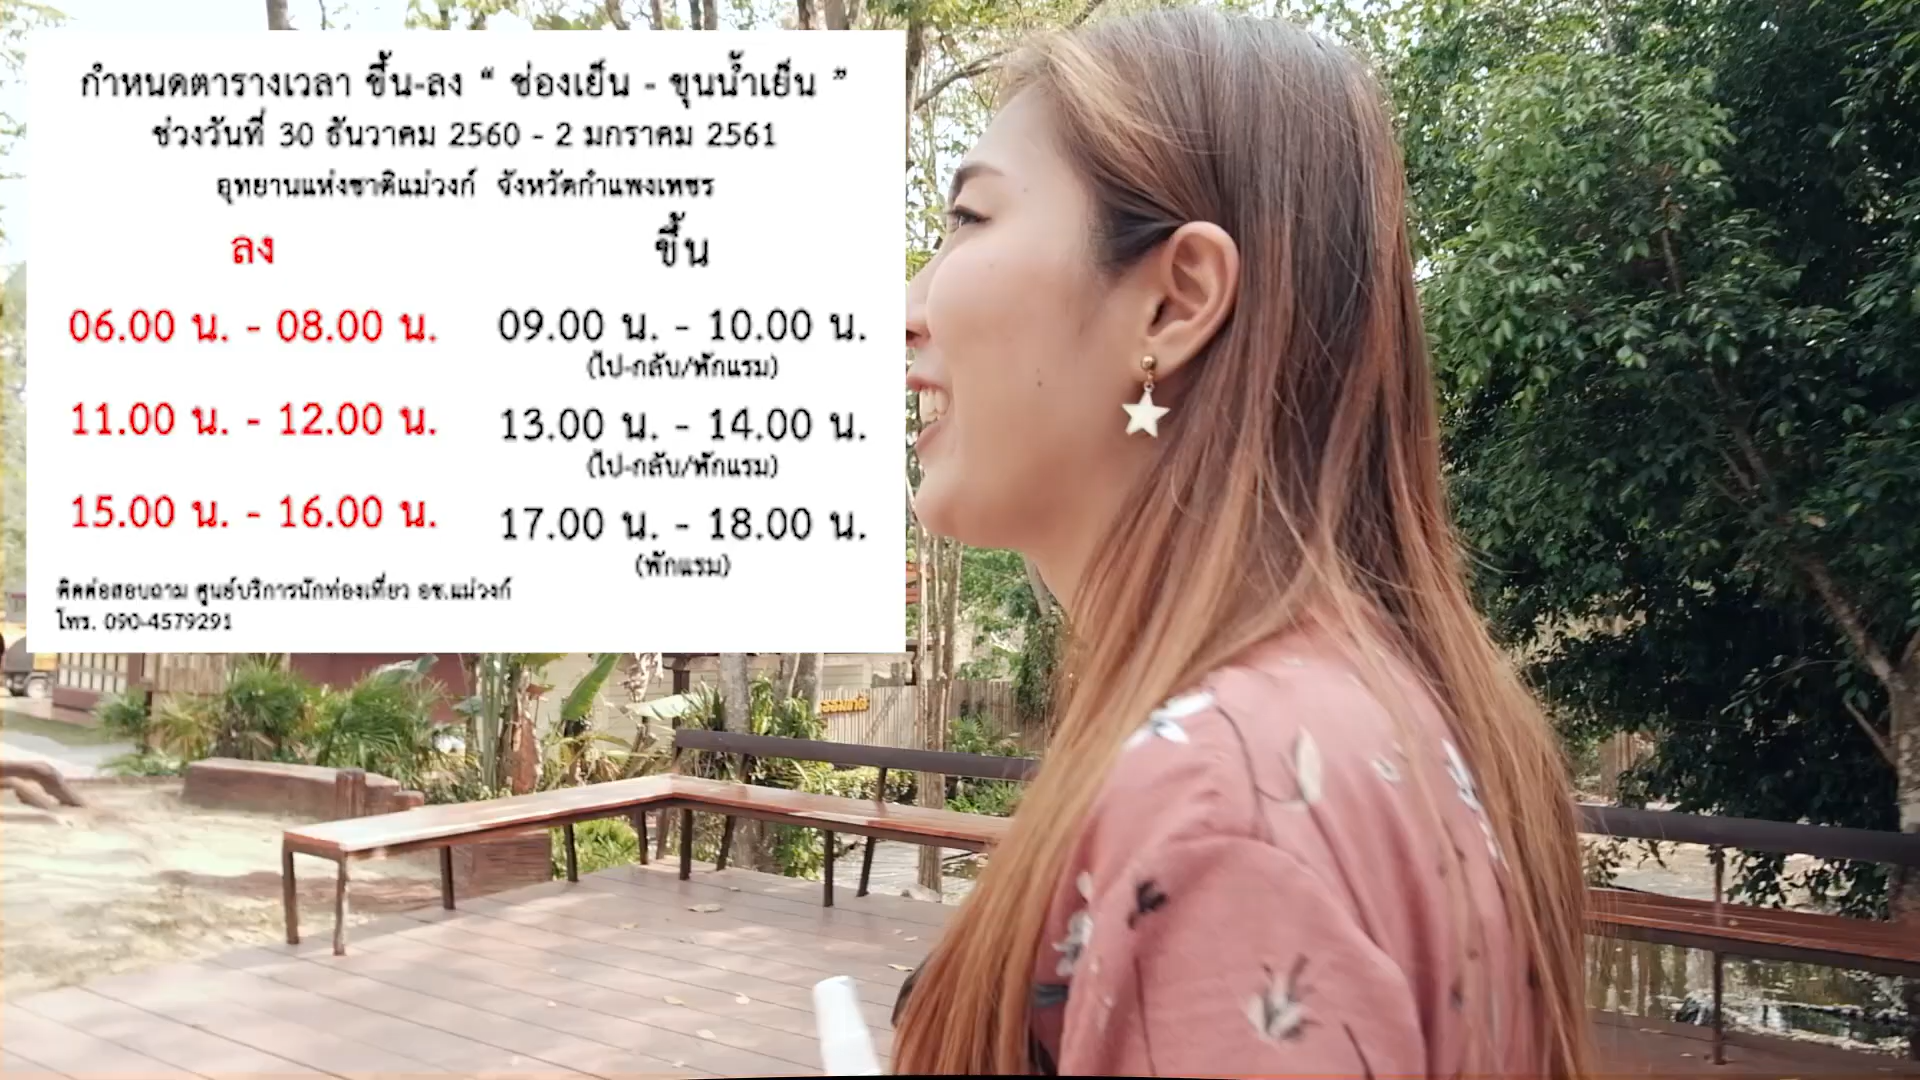 กำหนดตารางเวลา ขึ้น-ลง “ ช่องเย็น - ขุนน้ำเย็น ”
ช่วงวันที่ 30 ธันวาคม 2560 - 2 มกราคม 2561
อุทยานแห่งชาติแม่วงก์ จังหวัดกำแพงเพชร
ลง ขึ้น
06.00 น. - 08.00 น. 09.00 น. - 10.00 น.
(ไป-กลับ/พักแรม)
11.00 น. - 12.00 น. 13.00 น. - 14.00 น.
(ไป-กลับ/พักแรม)
15.00 น. - 16.00 น. 17.00 น. - 18.00 น.
(พักแรม)
ติดต่อสอบถาม ศูนย์บริการนักท่องเที่ยว อช.แม่วงก์
โทร. 090-4579291